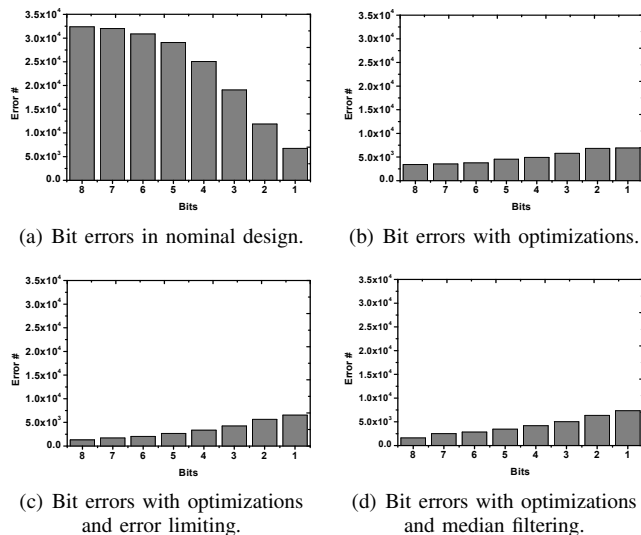 3.5x10⁴
3.0x10⁴
2.5x10⁴
2.0x10⁴
1.5x10⁴
1.0x10⁴
5.0x10³
0.0
Error #
8 7 6 5 4 3 2 1
Bits
(a) Bit errors in nominal design.
3.5x10⁴
3.0x10⁴
2.5x10⁴
2.0x10⁴
1.5x10⁴
1.0x10⁴
5.0x10³
0.0
Error #
8 7 6 5 4 3 2 1
Bits
(b) Bit errors with optimizations.
3.5x10⁴
3.0x10⁴
2.5x10⁴
2.0x10⁴
1.5x10⁴
1.0x10⁴
5.0x10³
0.0
Error #
8 7 6 5 4 3 2 1
Bits
(c) Bit errors with optimizations
and error limiting.
3.5x10⁴
3.0x10⁴
2.5x10⁴
2.0x10⁴
1.5x10⁴
1.0x10⁴
5.0x10³
0.0
Error #
8 7 6 5 4 3 2 1
Bits
(d) Bit errors with optimizations
and median filtering.